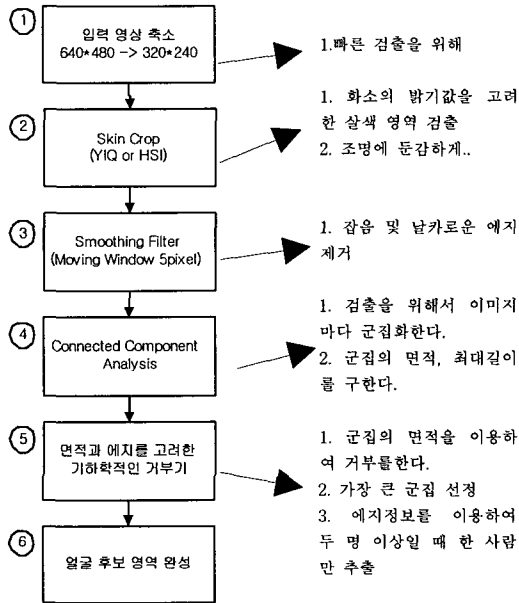 ①
입력 영상 축소
640*480 -> 320*240
1.빠른 검출을 위해
②
Skin Crop
(YIQ or HSI)
1. 화소의 밝기값을 고려
한 살색 영역 검출
2. 조명에 둔감하게..
③
Smoothing Filter
(Moving Window 5pixel)
1. 잡음 및 날카로운 에지
제거
④
Connected Component
Analysis
1. 검출을 위해서 이미지
마다 군집화한다.
2. 군집의 면적, 최대길이
를 구한다.
⑤
면적과 에지를 고려한
기하학적인 거부기
1. 군집의 면적을 이용하
여 거부를한다.
2. 가장 큰 군집 선정
3. 에지정보를 이용하여
두 명 이상일 때 한 사람
만 추출
⑥
얼굴 후보 영역 완성